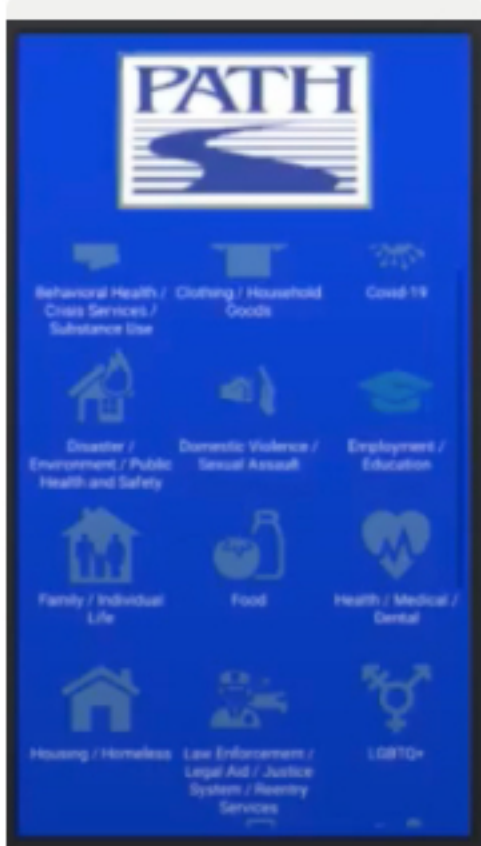 PATH
Behavioral Health /
Crisis Services /
Substance Use
Clothing / Household
Goods
Covid-19
Disaster /
Environment / Public
Health and Safety
Domestic Violence /
Sexual Assault
Employment /
Education
Family / Individual
Life
Food
Health / Medical /
Dental
Housing / Homeless
Law Enforcement /
Legal Aid / Justice
System / Reentry
Services
LGBTQ+